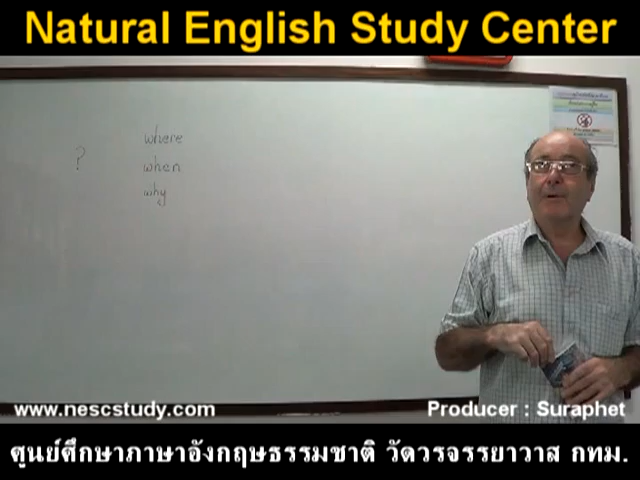 Natural English Study Center
where
?
when
why
www.nescstudy.com
Producer : Suraphet
ศูนย์ศึกษาภาษาอังกฤษธรรมชาติ วัดวรจรรยาวาส กทม.